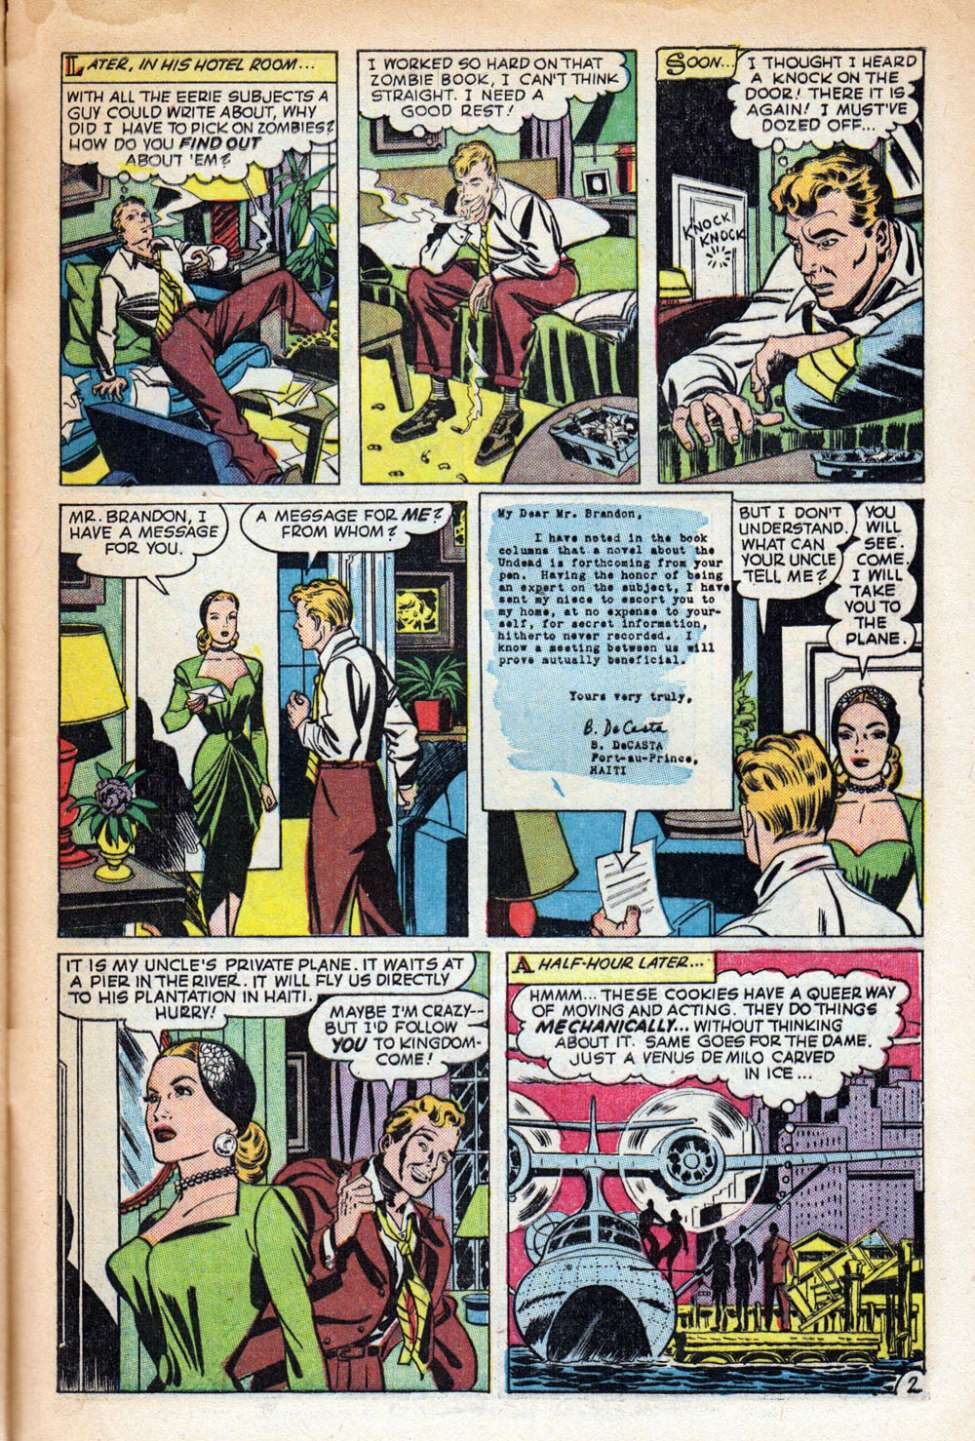 LATER, IN HIS HOTEL ROOM...
WITH ALL THE EERIE SUBJECTS A
GUY COULD WRITE ABOUT, WHY
DID I HAVE TO PICK ON ZOMBIES?
HOW DO YOU FIND OUT
ABOUT 'EM?
I WORKED SO HARD ON THAT
ZOMBIE BOOK, I CAN'T THINK
STRAIGHT. I NEED A
GOOD REST!
SOON...
I THOUGHT I HEARD
A KNOCK ON THE
DOOR! THERE IT IS
AGAIN! I MUST'VE
DOZED OFF...
KNOCK
KNOCK
MR. BRANDON, I
HAVE A MESSAGE
FOR YOU.
A MESSAGE FOR ME?
FROM WHOM?
My Dear Mr. Brandon,
I have noted in the book
columns that a novel about the
Undead is forthcoming from your
pen. Having the honor of being
an expert on the subject, I have
sent my niece to escort you to
my home, at no expense to your-
self, for secret information,
hitherto never recorded. I
know a meeting between us will
prove mutually beneficial.
Yours very truly,
B. DeCasta
B. DeCASTA
Port-au-Prince,
HAITI
BUT I DON'T
UNDERSTAND.
WHAT CAN
YOUR UNCLE
TELL ME?
YOU
WILL
SEE.
COME.
I WILL
TAKE
YOU TO
THE
PLANE.
IT IS MY UNCLE'S PRIVATE PLANE. IT WAITS AT
A PIER IN THE RIVER. IT WILL FLY US DIRECTLY
TO HIS PLANTATION IN HAITI.
HURRY!
MAYBE I'M CRAZY--
BUT I'D FOLLOW
YOU TO KINGDOM-
COME!
A HALF-HOUR LATER...
HMMM... THESE COOKIES HAVE A QUEER WAY
OF MOVING AND ACTING. THEY DO THINGS
MECHANICALLY... WITHOUT THINKING
ABOUT IT. SAME GOES FOR THE DAME.
JUST A VENUS DE MILO CARVED
IN ICE...
2